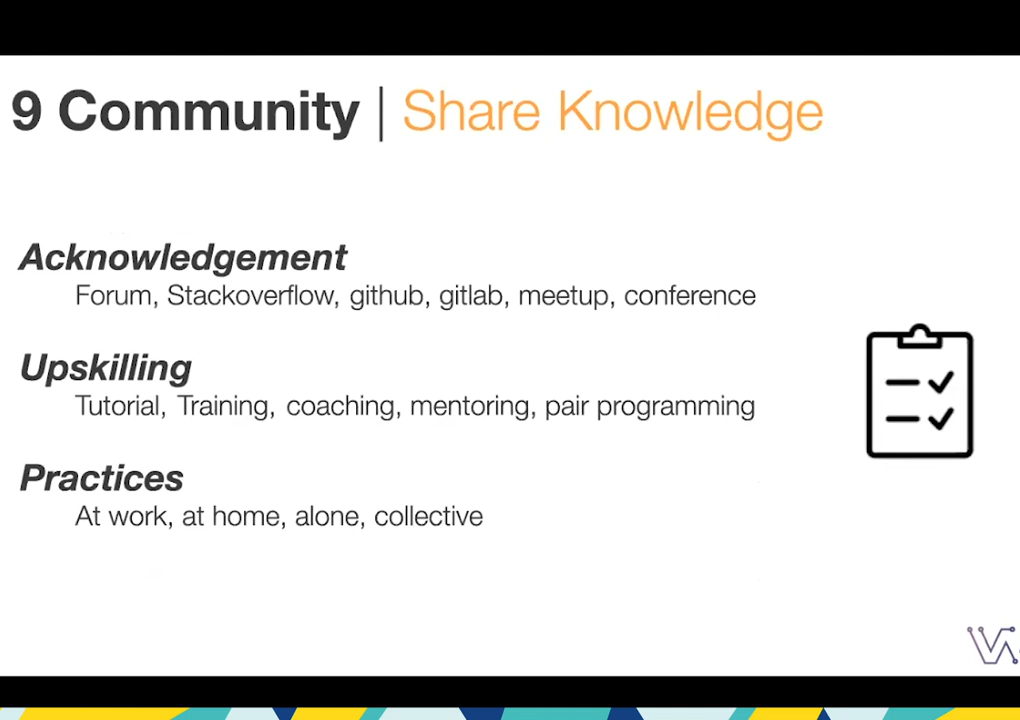 9 Community | Share Knowledge
Acknowledgement
Forum, Stackoverflow, github, gitlab, meetup, conference
Upskilling
Tutorial, Training, coaching, mentoring, pair programming
Practices
At work, at home, alone, collective